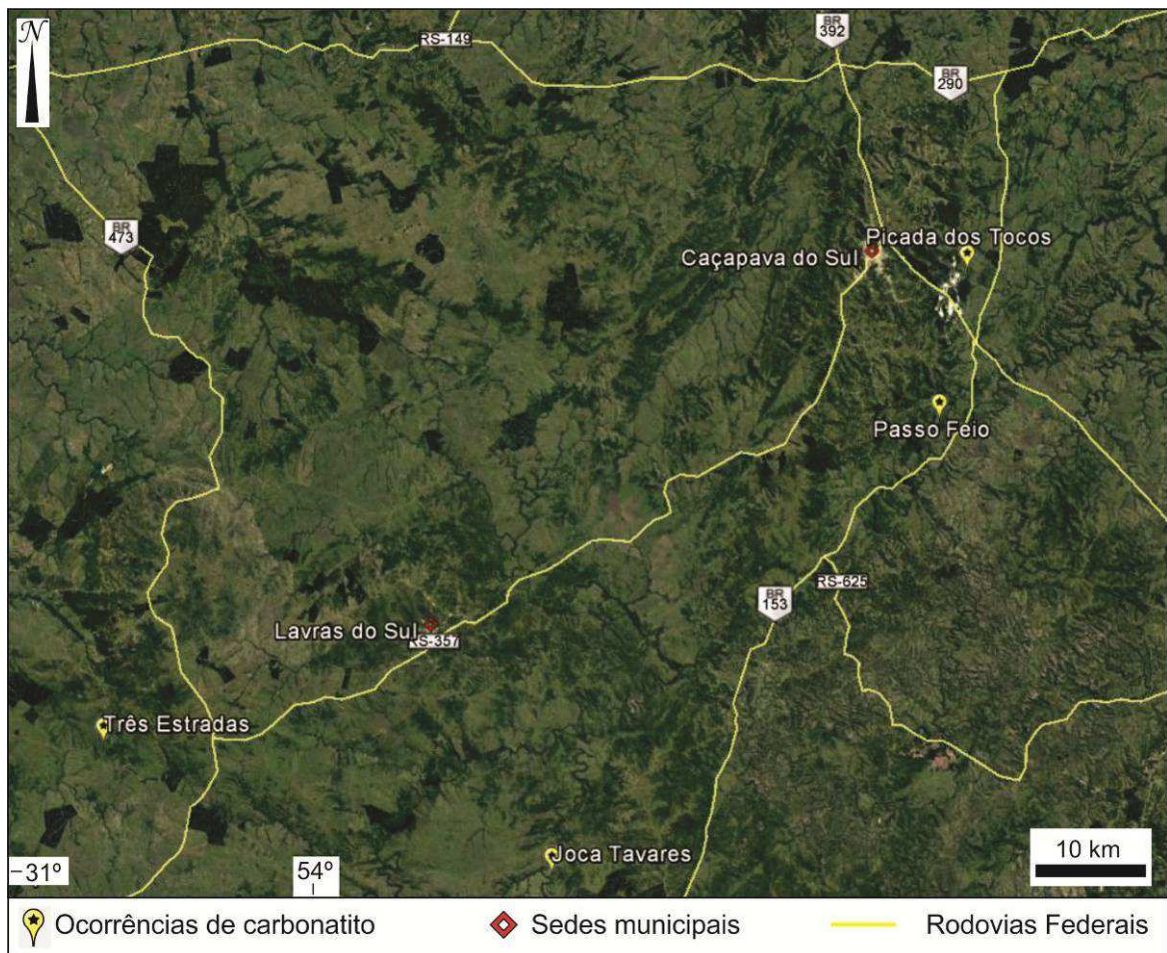 N
RS-149
BR
392
BR
290
BR
473
Picada dos Tocos
Caçapava do Sul
Passo Feio
RS-625
BR
153
Lavras do Sul
RS-357
Três Estradas
Joca Tavares
–31º
54º
10 km
Ocorrências de carbonatito
Sedes municipais
Rodovias Federais